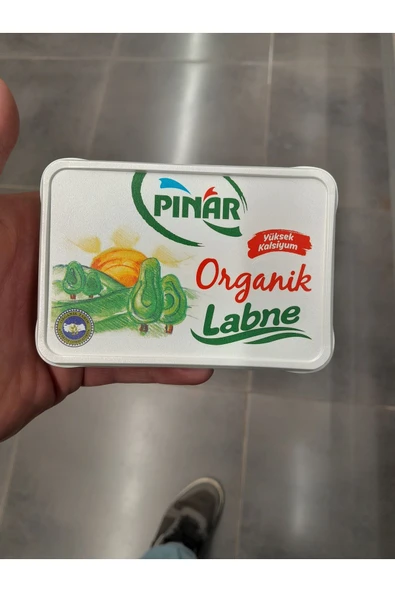 PINAR
Yüksek
Kalsiyum
Organik
Labne